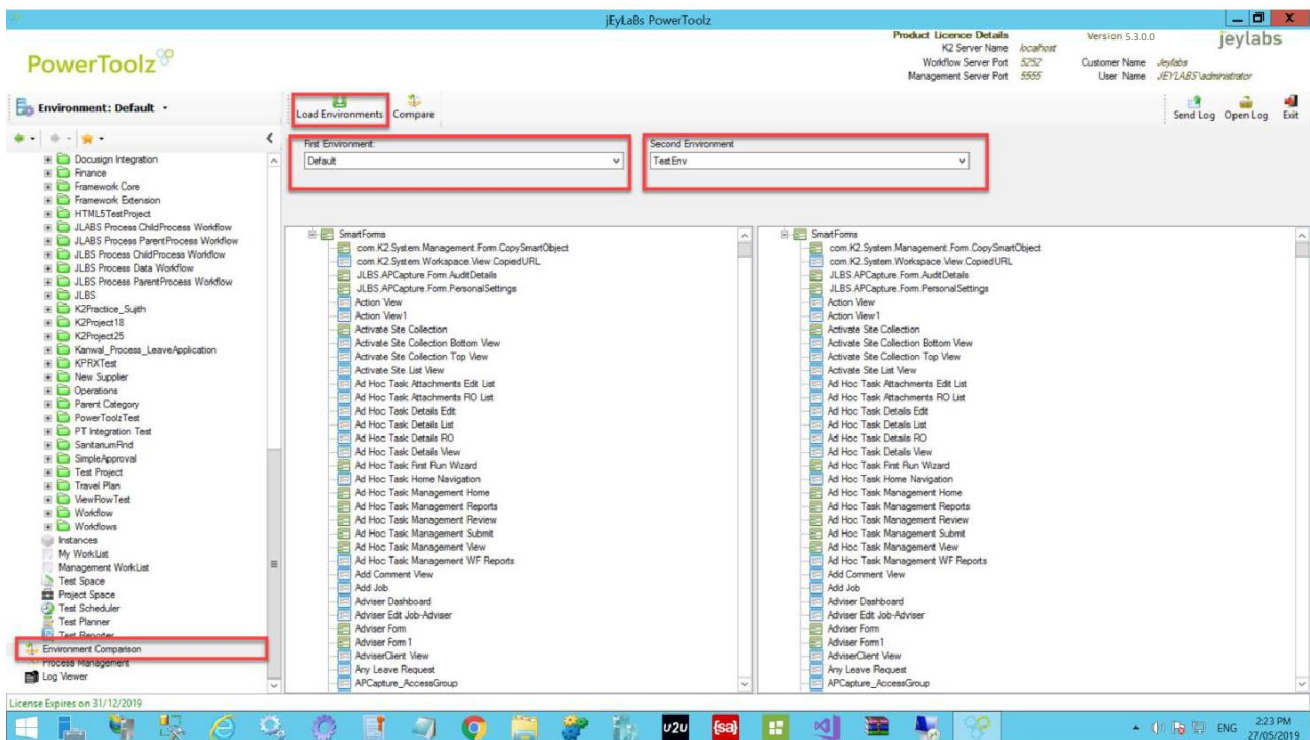 jEyLaBs PowerToolz
PowerToolz
Product Licence Details
K2 Server Name localhost
Workflow Server Port 5252
Management Server Port 5555
Version 5.3.0.0
Customer Name Jeylabs
User Name JEYLABS\administrator
jeylabs
Environment: Default
Load Environments Compare
Send Log Open Log Exit
First Environment:
Default
Second Environment
TestEnv
Docusign Integration
Finance
Framework Core
Framework Extension
HTML5TestProject
JLABS Process ChildProcess Workflow
JLABS Process ParentProcess Workflow
JLBS Process ChildProcess Workflow
JLBS Process Data Workflow
JLBS Process ParentProcess Workflow
JLBS
K2Practice_Sujith
K2Project18
K2Project25
Kanwal_Process_LeaveApplication
KPRXTest
New Supplier
Operations
Parent Category
PowerToolzTest
PT Integration Test
SanitariumRnd
SimpleApproval
Test Project
Travel Plan
ViewFlowTest
Workflow
Workflows
Instances
My WorkList
Management WorkList
Test Space
Project Space
Test Scheduler
Test Planner
Test Reporter
Environment Comparison
Process Management
Log Viewer
SmartForms
com.K2.System.Management.Form.CopySmartObject
com.K2.System.Workspace.View.CopiedURL
JLBS.APCapture.Form.AuditDetails
JLBS.APCapture.Form.PersonalSettings
Action View
Action View1
Activate Site Collection
Activate Site Collection Bottom View
Activate Site Collection Top View
Activate Site List View
Ad Hoc Task Attachments Edit List
Ad Hoc Task Attachments RO List
Ad Hoc Task Details Edit
Ad Hoc Task Details List
Ad Hoc Task Details RO
Ad Hoc Task Details View
Ad Hoc Task First Run Wizard
Ad Hoc Task Home Navigation
Ad Hoc Task Management Home
Ad Hoc Task Management Reports
Ad Hoc Task Management Review
Ad Hoc Task Management Submit
Ad Hoc Task Management View
Ad Hoc Task Management WF Reports
Add Comment View
Add Job
Adviser Dashboard
Adviser Edit Job-Adviser
Adviser Form
Adviser Form1
AdviserClient View
Any Leave Request
APCapture_AccessGroup
SmartForms
com.K2.System.Management.Form.CopySmartObject
com.K2.System.Workspace.View.CopiedURL
JLBS.APCapture.Form.AuditDetails
JLBS.APCapture.Form.PersonalSettings
Action View
Action View1
Activate Site Collection
Activate Site Collection Bottom View
Activate Site Collection Top View
Activate Site List View
Ad Hoc Task Attachments Edit List
Ad Hoc Task Attachments RO List
Ad Hoc Task Details Edit
Ad Hoc Task Details List
Ad Hoc Task Details RO
Ad Hoc Task Details View
Ad Hoc Task First Run Wizard
Ad Hoc Task Home Navigation
Ad Hoc Task Management Home
Ad Hoc Task Management Reports
Ad Hoc Task Management Review
Ad Hoc Task Management Submit
Ad Hoc Task Management View
Ad Hoc Task Management WF Reports
Add Comment View
Add Job
Adviser Dashboard
Adviser Edit Job-Adviser
Adviser Form
Adviser Form1
AdviserClient View
Any Leave Request
APCapture_AccessGroup
License Expires on 31/12/2019
u2u
{sa}
ENG
2:23 PM
27/05/2019